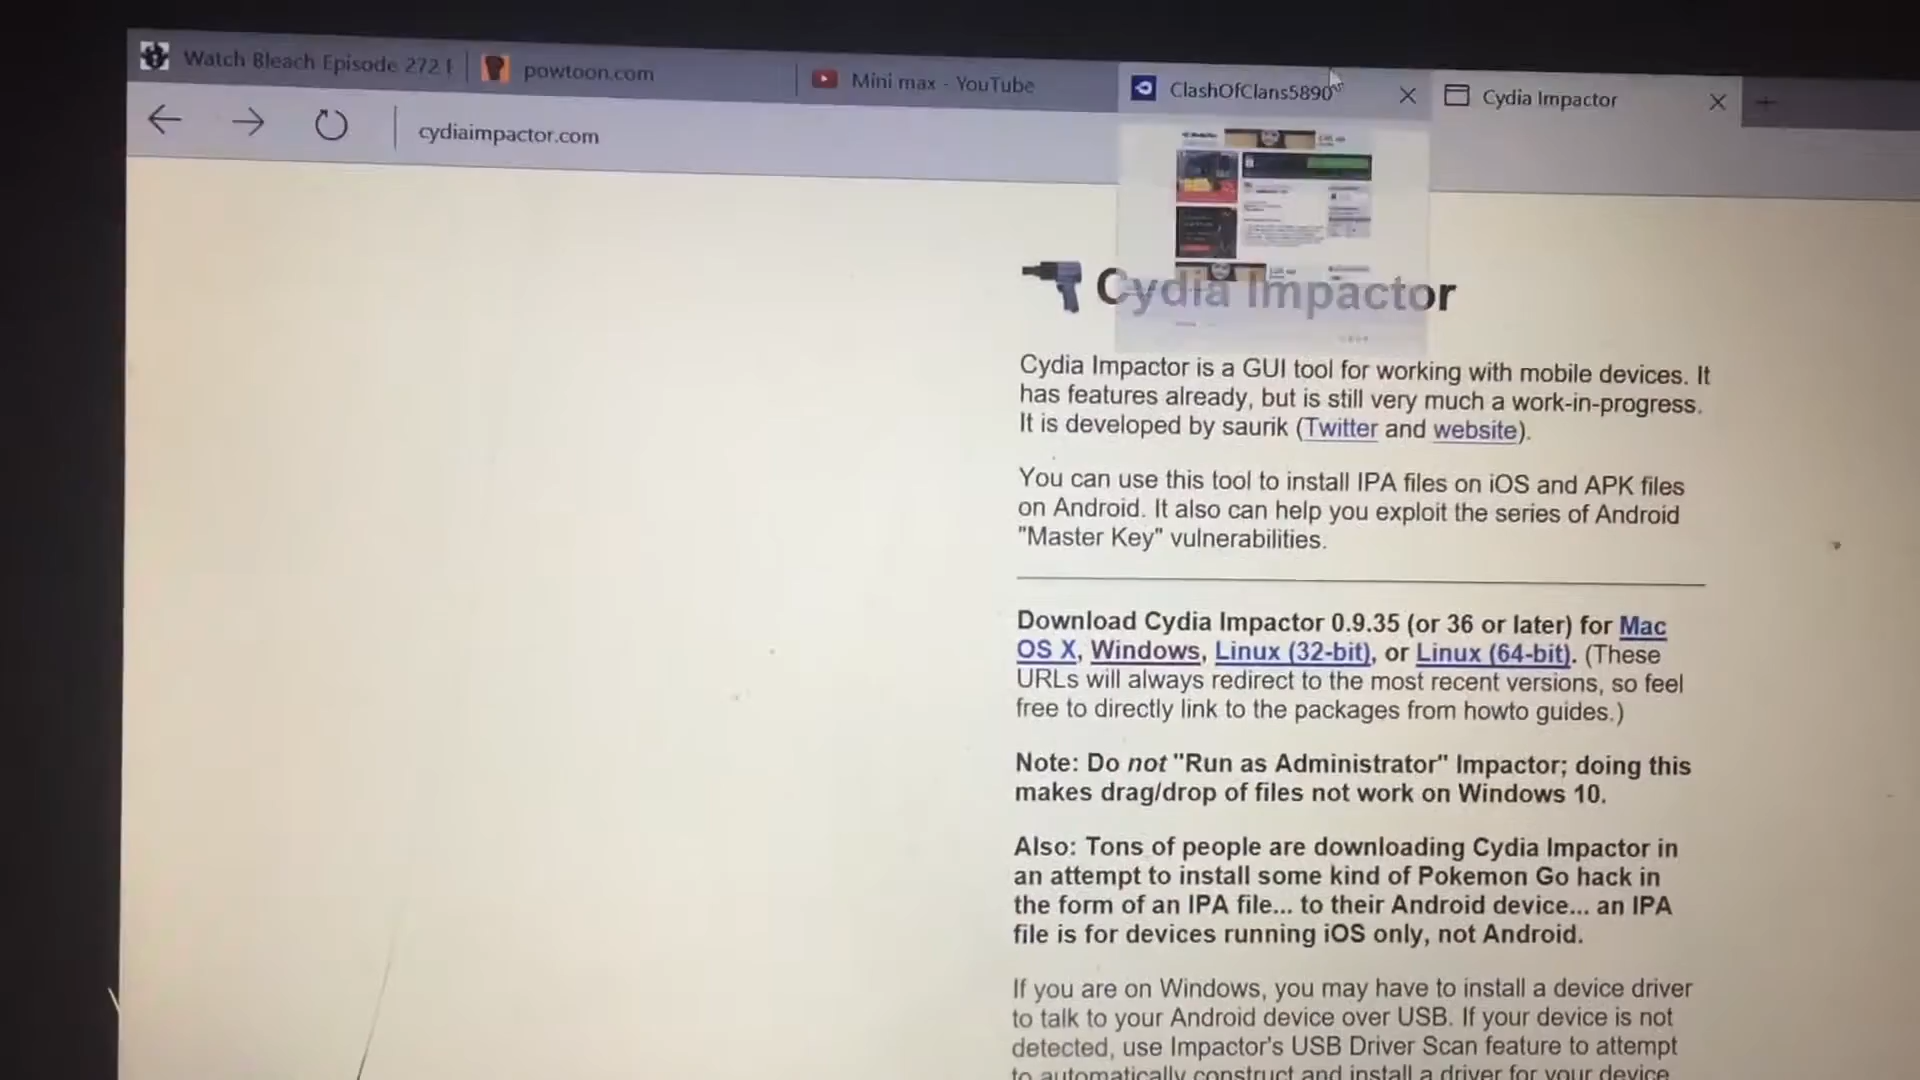 Watch Bleach Episode 272 
powtoon.com
Mini max - YouTube
ClashOfClans5890
Cydia Impactor
cydiaimpactor.com
Cydia Impactor
Cydia Impactor is a GUI tool for working with mobile devices. It
has features already, but is still very much a work-in-progress.
It is developed by saurik (Twitter and website).
You can use this tool to install IPA files on iOS and APK files
on Android. It also can help you exploit the series of Android
"Master Key" vulnerabilities.
Download Cydia Impactor 0.9.35 (or 36 or later) for Mac
OS X, Windows, Linux (32-bit), or Linux (64-bit). (These
URLs will always redirect to the most recent versions, so feel
free to directly link to the packages from howto guides.)
Note: Do not "Run as Administrator" Impactor; doing this
makes drag/drop of files not work on Windows 10.
Also: Tons of people are downloading Cydia Impactor in
an attempt to install some kind of Pokemon Go hack in
the form of an IPA file... to their Android device... an IPA
file is for devices running iOS only, not Android.
If you are on Windows, you may have to install a device driver
to talk to your Android device over USB. If your device is not
detected, use Impactor's USB Driver Scan feature to attempt
to automatically construct and install a driver for your device